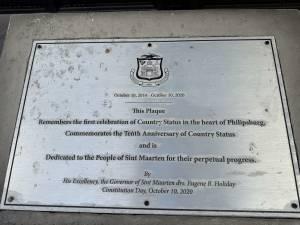 October 10, 2010 - October 10, 2020
This Plaque
Remembers the first celebration of Country Status in the heart of Philipsburg,
Commemorates the Tenth Anniversary of Country Status
and is
Dedicated to the People of Sint Maarten for their perpetual progress.
By
His Excellency, the Governor of Sint Maarten drs. Eugene B. Holiday
Constitution Day, October 10, 2020